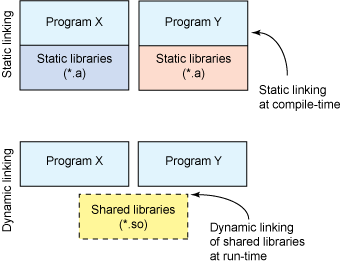 Static linking
Program X
Static libraries
(*.a)
Program Y
Static libraries
(*.a)
Static linking
at compile-time
Dynamic linking
Program X
Program Y
Shared libraries
(*.so)
Dynamic linking
of shared libraries
at run-time